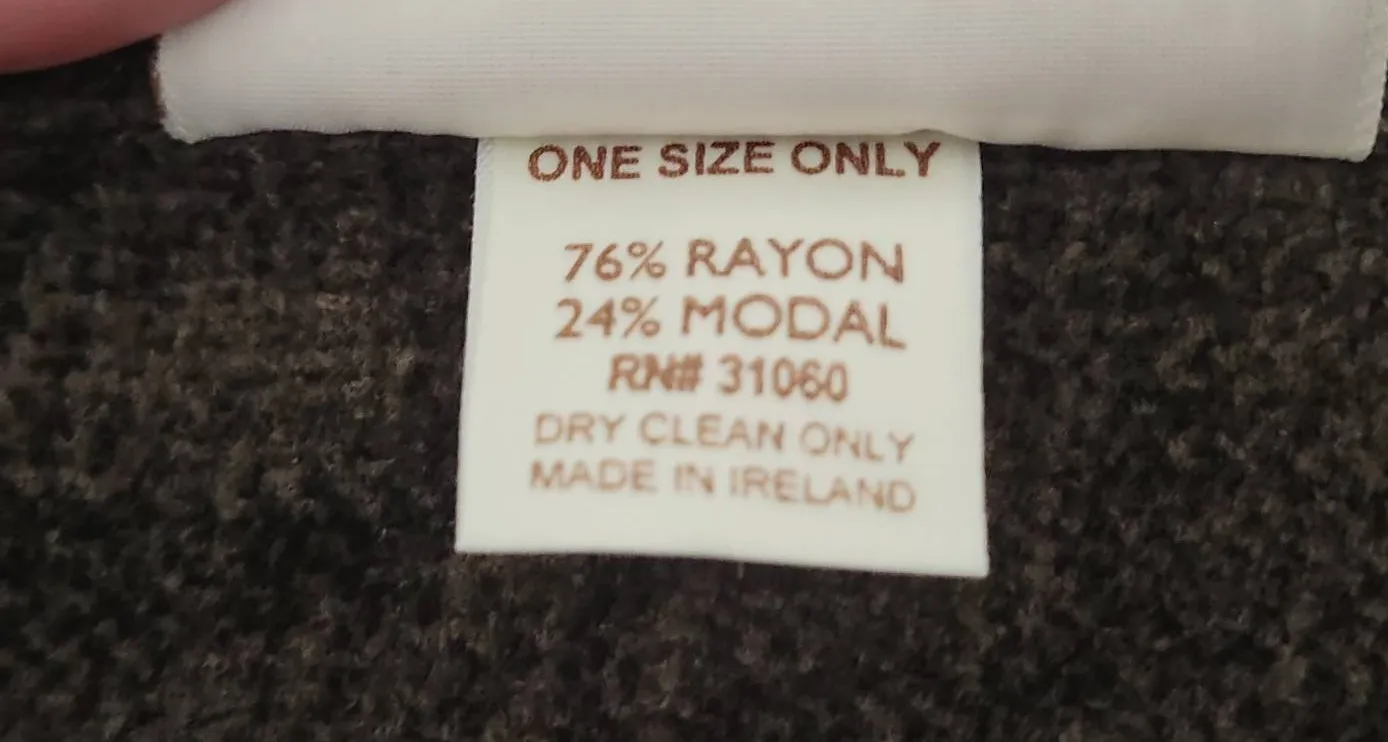 ONE SIZE ONLY
76% RAYON
24% MODAL
RN# 31060
DRY CLEAN ONLY
MADE IN IRELAND